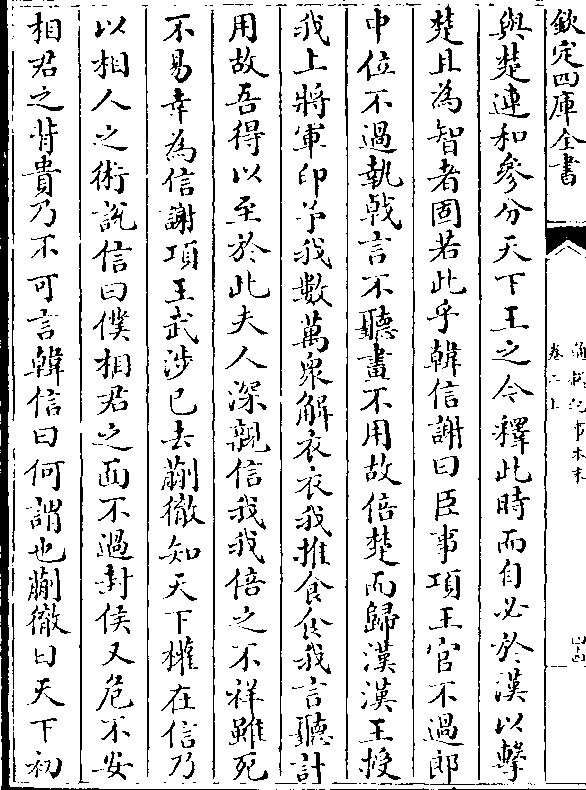 欽定四庫全書
通鑑紀事本末
卷二上
與楚連和參分天下王之今釋此時而自必於漢以擊
楚且為智者固若此乎韓信謝曰臣事項王官不過郎
中位不過執㦸言不聽畫不用故倍楚而歸漢漢王授
我上將軍印予我數萬衆解衣衣我推食食我言聽計
用故吾得以至於此夫人深親信我我倍之不祥雖死
不易幸為信謝項王武涉已去蒯徹知天下權在信乃
以相人之術説信曰僕相君之面不過封侯又危不安
相君之背貴乃不可言韓信曰何謂也蒯徹曰天下初